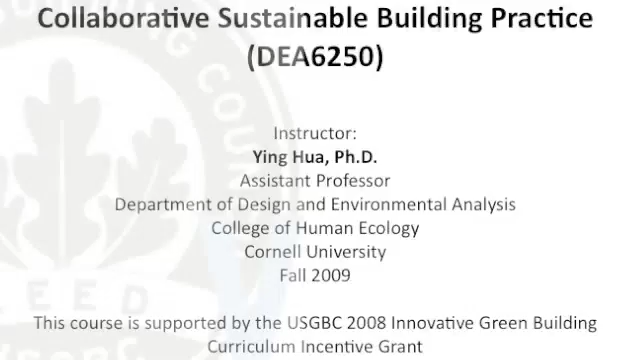 Collaborative Sustainable Building Practice
(DEA6250)
Instructor:
Ying Hua, Ph.D.
Assistant Professor
Department of Design and Environmental Analysis
College of Human Ecology
Cornell University
Fall 2009
This course is supported by the USGBC 2008 Innovative Green Building
Curriculum Incentive Grant
LEED
USGBC